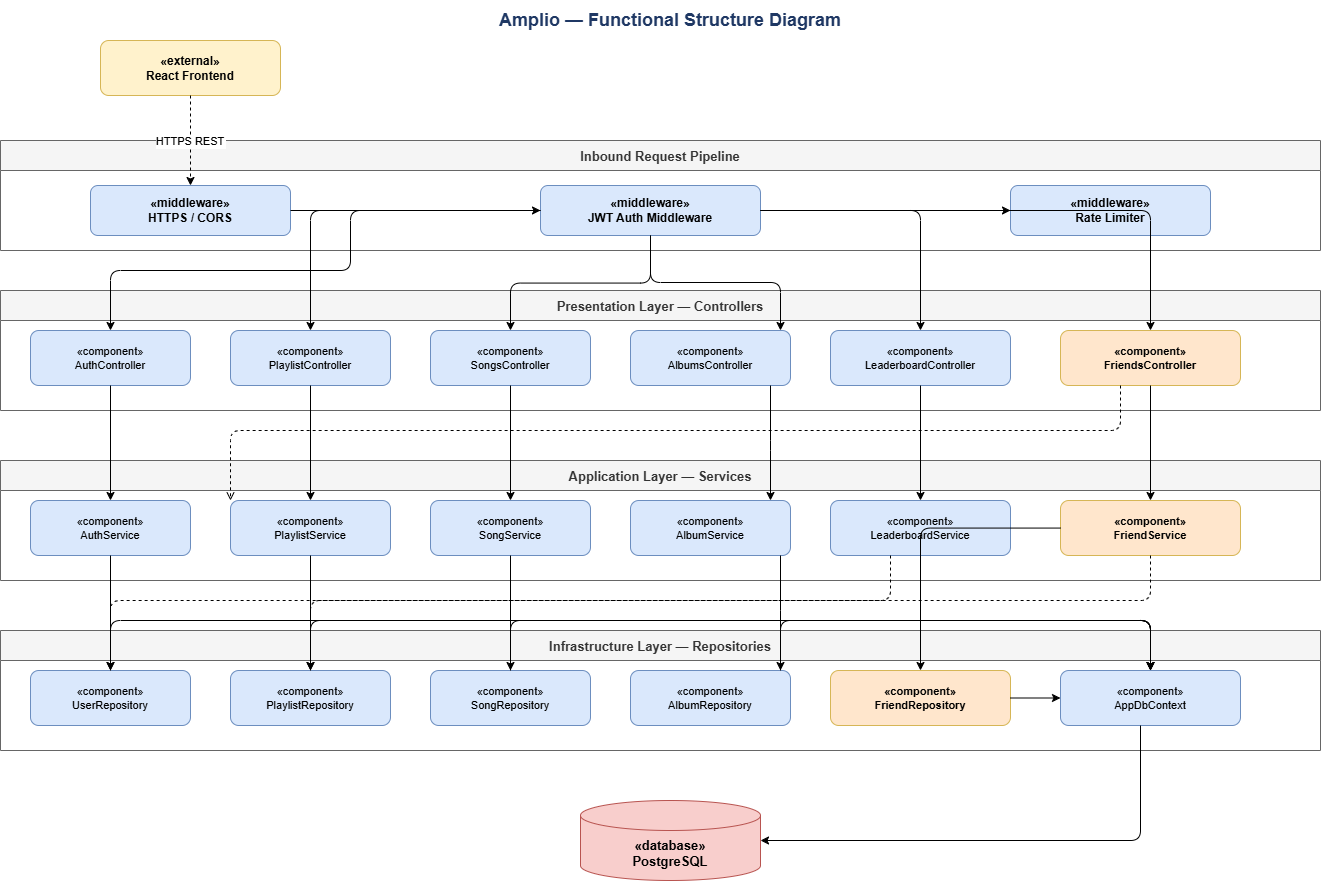 Amplio — Functional Structure Diagram
«external»
React Frontend
HTTPS REST
Inbound Request Pipeline
«middleware»
HTTPS / CORS
«middleware»
JWT Auth Middleware
«middleware»
Rate Limiter
Presentation Layer — Controllers
«component»
AuthController
«component»
PlaylistController
«component»
SongsController
«component»
AlbumsController
«component»
LeaderboardController
«component»
FriendsController
Application Layer — Services
«component»
AuthService
«component»
PlaylistService
«component»
SongService
«component»
AlbumService
«component»
LeaderboardService
«component»
FriendService
Infrastructure Layer — Repositories
«component»
UserRepository
«component»
PlaylistRepository
«component»
SongRepository
«component»
AlbumRepository
«component»
FriendRepository
«component»
AppDbContext
«database»
PostgreSQL